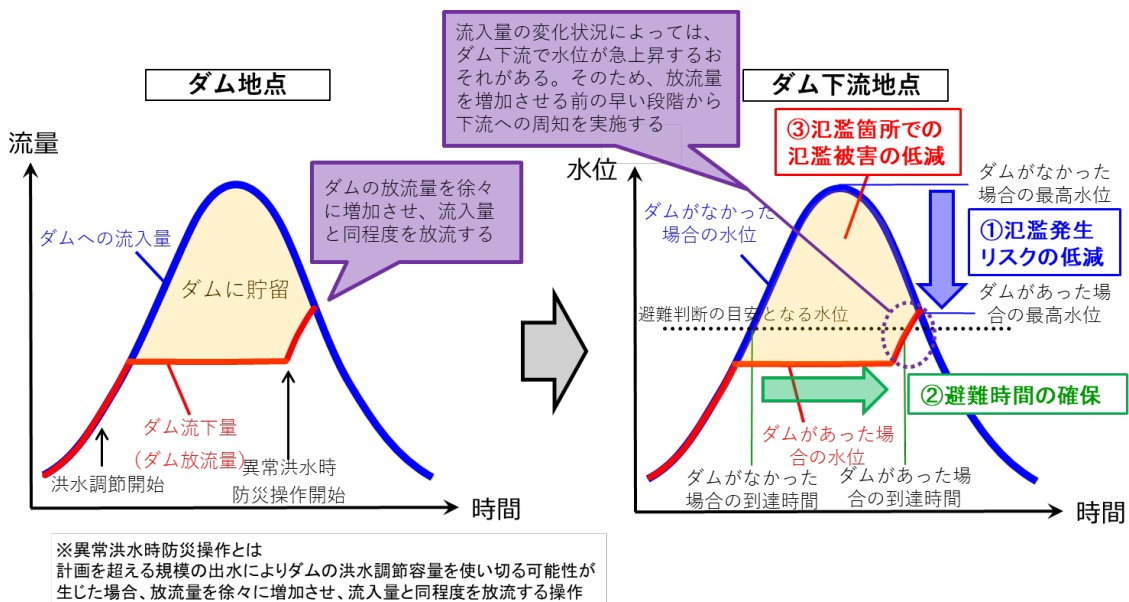 流入量の変化状況によっては、
ダム下流で水位が急上昇するお
それがある。そのため、放流量
を増加させる前の早い段階から
下流への周知を実施する
ダム地点
ダム下流地点
流量
ダムへの流入量
ダムに貯留
ダムの放流量を徐々
に増加させ、流入量
と同程度を放流する
ダム流下量
(ダム放流量)
洪水調節開始
異常洪水時
防災操作開始
時間
※異常洪水時防災操作とは
計画を超える規模の出水によりダムの洪水調節容量を使い切る可能性が
生じた場合、放流量を徐々に増加させ、流入量と同程度を放流する操作
水位
③氾濫箇所での
氾濫被害の低減
ダムがなかった
場合の最高水位
ダムがなかった
場合の水位
①氾濫発生
リスクの低減
ダムがあった場
合の最高水位
避難判断の目安となる水位
②避難時間の確保
ダムがあった場
合の水位
ダムがなかった
場合の到達時間
ダムがあった場
合の到達時間
時間